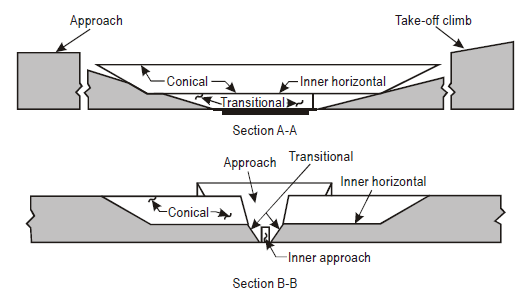 Approach
Take-off climb
Conical
Inner horizontal
Transitional
Section A-A
Approach
Transitional
Inner horizontal
Conical
Inner approach
Section B-B